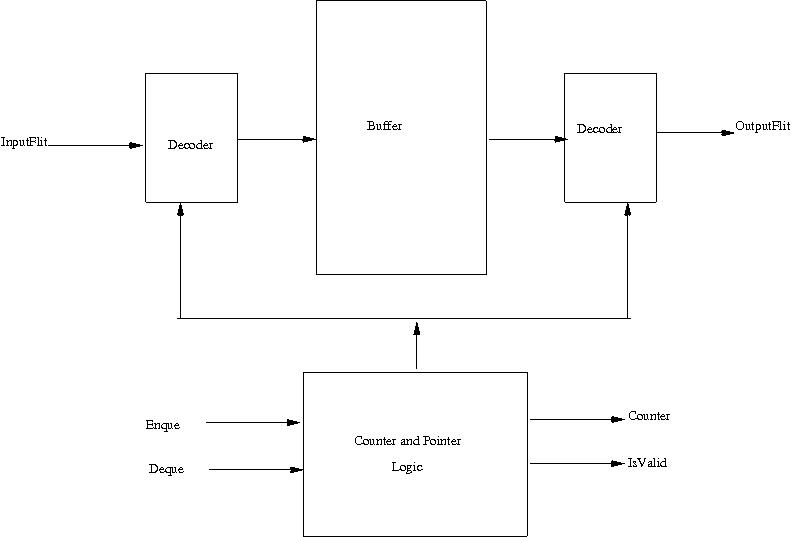 InputFlit
Decoder
Buffer
Decoder
OutputFlit
Enque
Deque
Counter and Pointer
Logic
Counter
IsValid